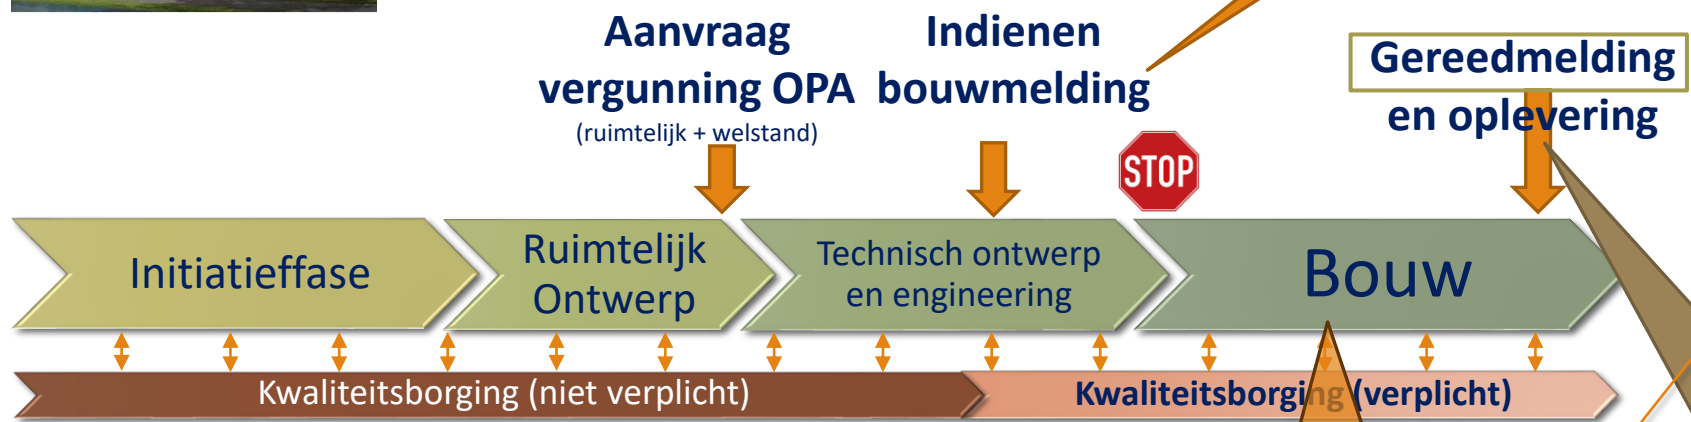 Aanvraag
vergunning OPA
(ruimtelijk + welstand)
Indienen
bouwmelding
STOP
Gereedmelding
en oplevering
Initiatieffase
Ruimtelijk
Ontwerp
Technisch ontwerp
en engineering
Bouw
Kwaliteitsborging (niet verplicht)
Kwaliteitsborging (verplicht)